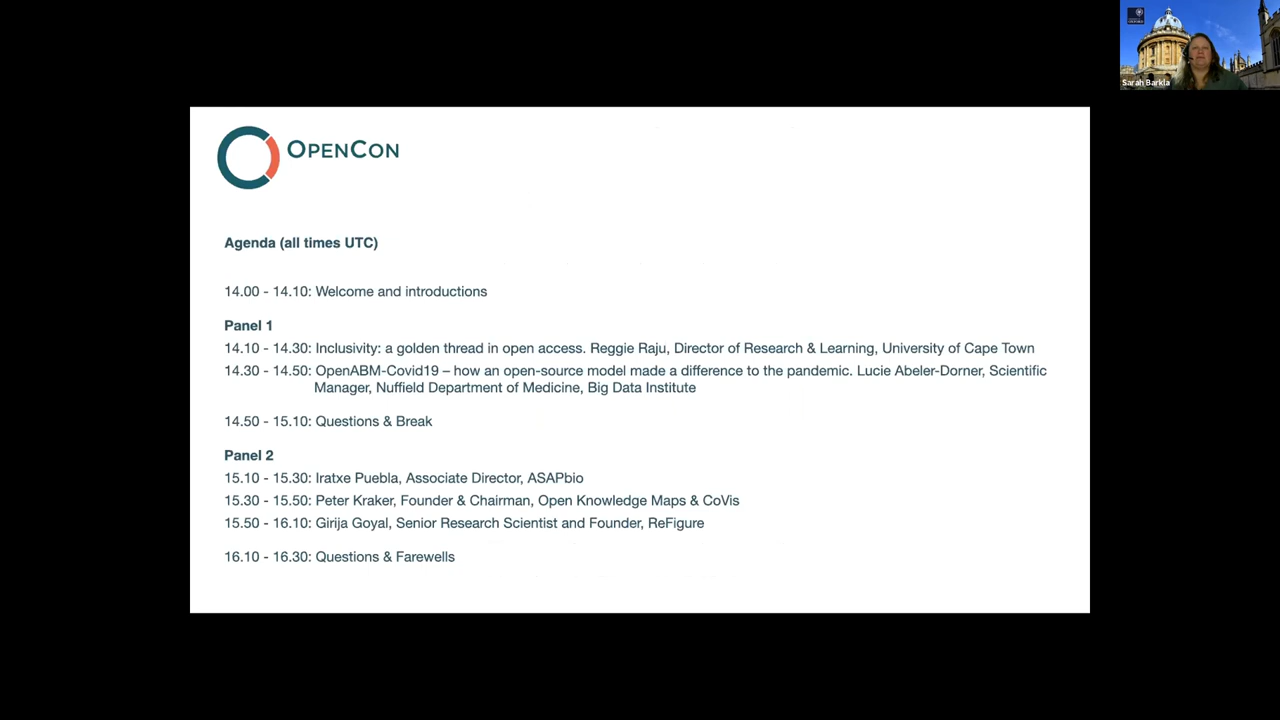 Sarah Barkla
OPENCON
Agenda (all times UTC)
14.00 - 14.10: Welcome and introductions
Panel 1
14.10 - 14.30: Inclusivity: a golden thread in open access. Reggie Raju, Director of Research & Learning, University of Cape Town
14.30 - 14.50: OpenABM-Covid19 – how an open-source model made a difference to the pandemic. Lucie Abeler-Dorner, Scientific
Manager, Nuffield Department of Medicine, Big Data Institute
14.50 - 15.10: Questions & Break
Panel 2
15.10 - 15.30: Iratxe Puebla, Associate Director, ASAPbio
15.30 - 15.50: Peter Kraker, Founder & Chairman, Open Knowledge Maps & CoVis
15.50 - 16.10: Girija Goyal, Senior Research Scientist and Founder, ReFigure
16.10 - 16.30: Questions & Farewells